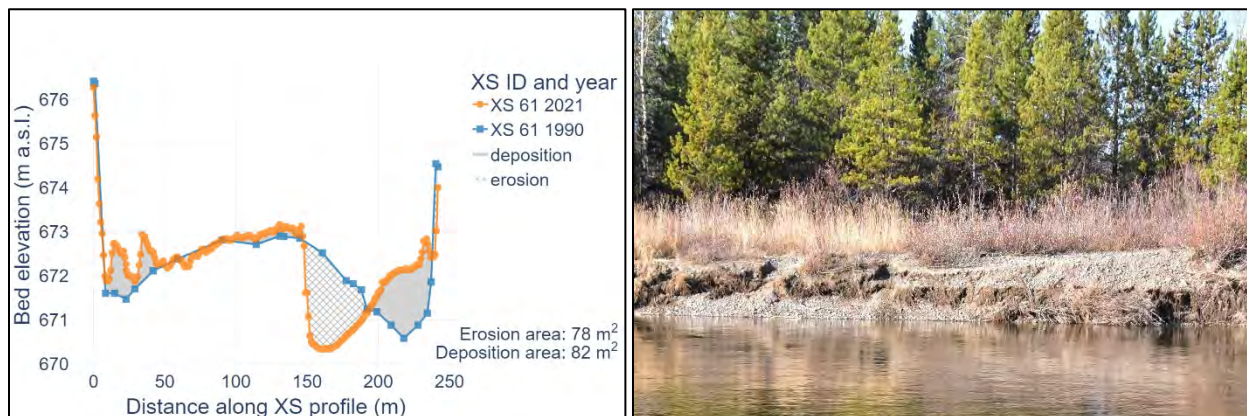 XS ID and year
XS 61 2021
XS 61 1990
deposition
erosion
Bed elevation (m a.s.l.)
676
675
674
673
672
671
670
Erosion area: 78 m²
Deposition area: 82 m²
0
50
100
150
200
250
Distance along XS profile (m)